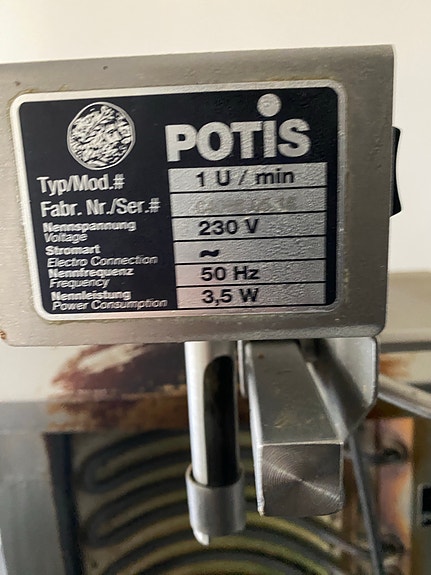 POTIS
Typ/Mod.# 1 U / min
Fabr. Nr./Ser.#
Nennspannung 230 V
Voltage
Stromart ~
Electro Connection
Nennfrequenz 50 Hz
Frequency
Nennleistung 3,5 W
Power Consumption